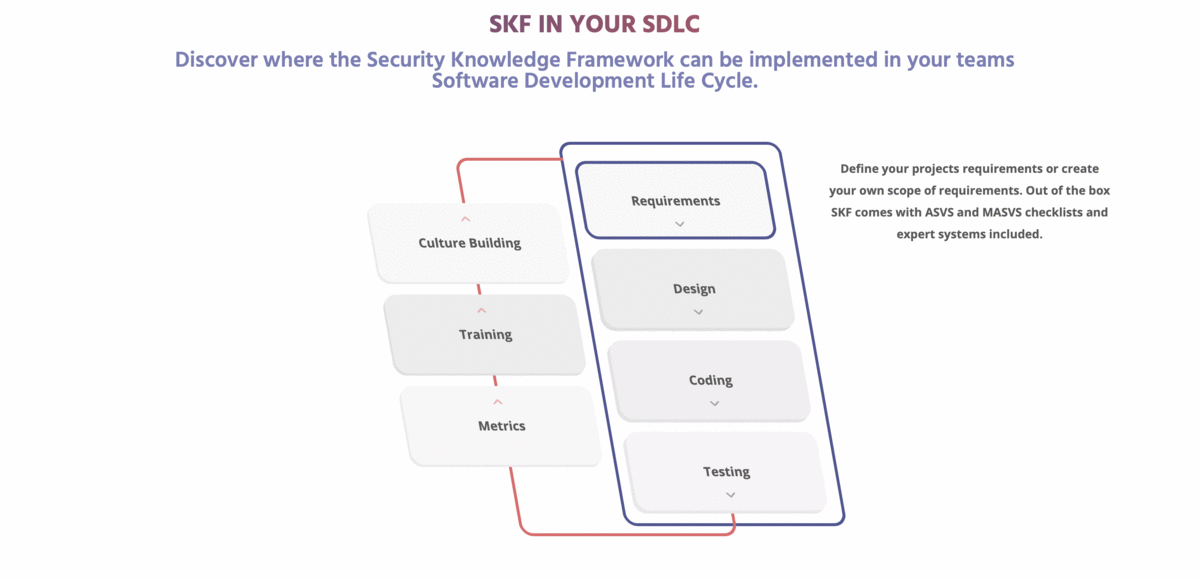 SKF IN YOUR SDLC
Discover where the Security Knowledge Framework can be implemented in your teams
Software Development Life Cycle.
Culture Building
Training
Metrics
Requirements
Design
Coding
Testing
Define your projects requirements or create
your own scope of requirements. Out of the box
SKF comes with ASVS and MASVS checklists and
expert systems included.